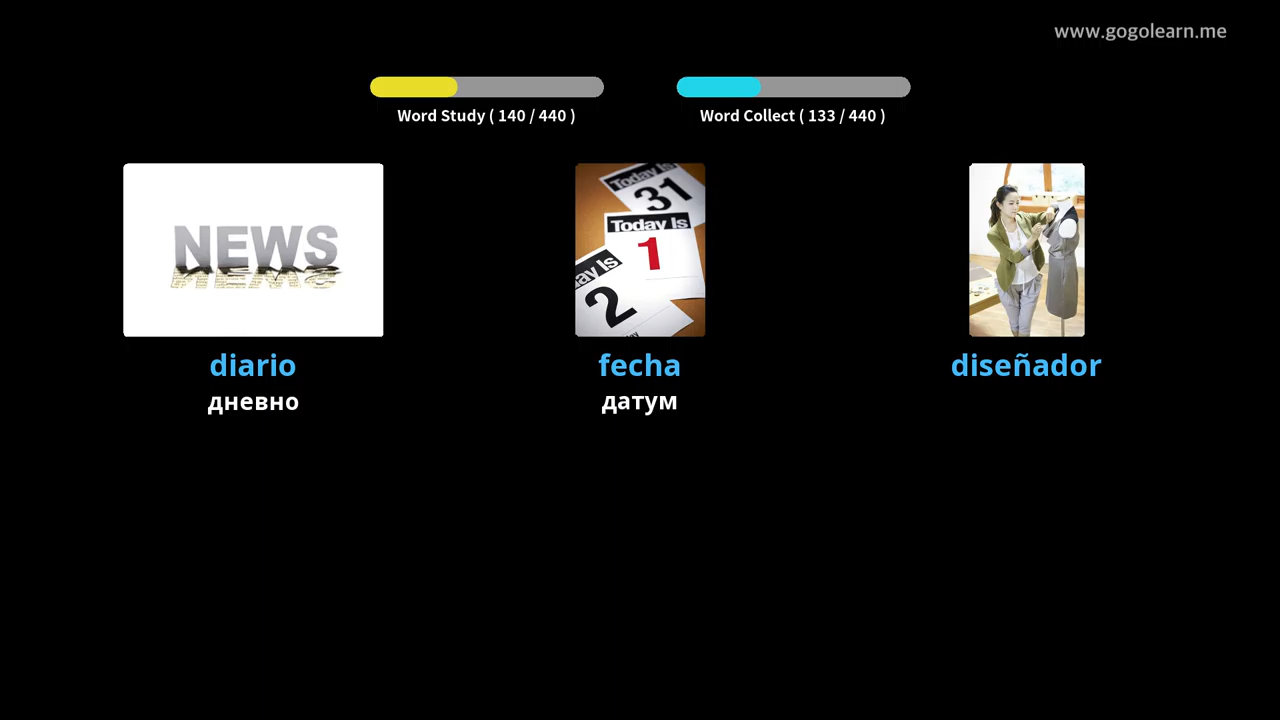 www.gogolearn.me
Word Study ( 140 / 440 )
Word Collect ( 133 / 440 )
NEWS
Today Is
31
Today Is
1
ay Is
2
diario
fecha
diseñador
дневно
датум